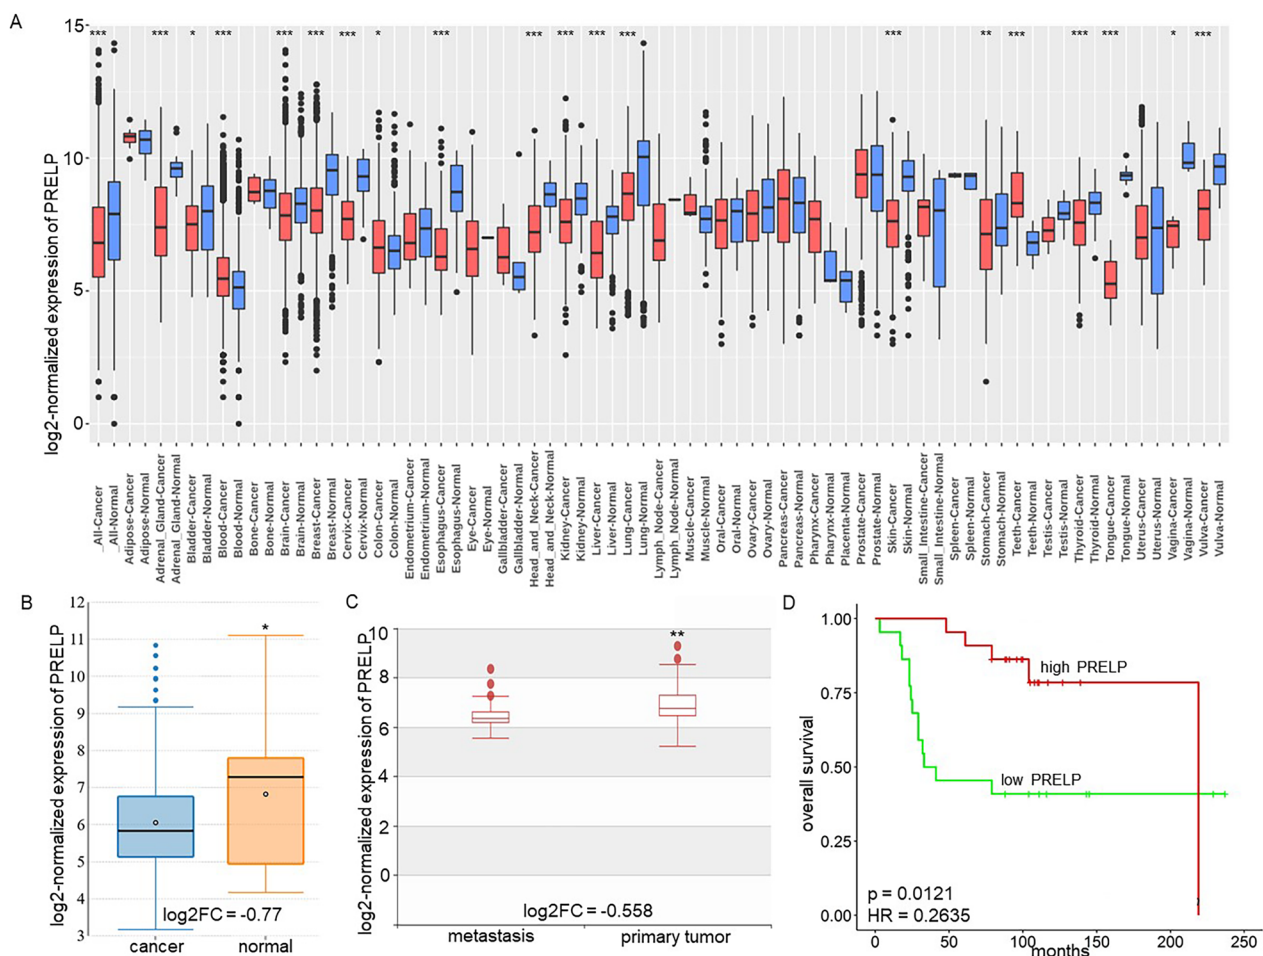 A
log2-normalized expression of PRELP
15
10
5
0
*** *** * *** *** *** *** * *** *** *** *** *** *** ** *** *** *** * ***
_All-Cancer
_All-Normal
Adipose-Cancer
Adipose-Normal
Adrenal_Gland-Cancer
Adrenal_Gland-Normal
Bladder-Cancer
Bladder-Normal
Blood-Cancer
Blood-Normal
Bone-Cancer
Bone-Normal
Brain-Cancer
Brain-Normal
Breast-Cancer
Breast-Normal
Cervix-Cancer
Cervix-Normal
Colon-Cancer
Colon-Normal
Endometrium-Cancer
Endometrium-Normal
Esophagus-Cancer
Esophagus-Normal
Eye-Cancer
Eye-Normal
Gallbladder-Cancer
Gallbladder-Normal
Head_and_Neck-Cancer
Head_and_Neck-Normal
Kidney-Cancer
Kidney-Normal
Liver-Cancer
Liver-Normal
Lung-Cancer
Lung-Normal
Lymph_Node-Cancer
Lymph_Node-Normal
Muscle-Cancer
Muscle-Normal
Oral-Cancer
Oral-Normal
Ovary-Cancer
Ovary-Normal
Pancreas-Cancer
Pancreas-Normal
Pharynx-Cancer
Pharynx-Normal
Placenta-Normal
Prostate-Cancer
Prostate-Normal
Skin-Cancer
Skin-Normal
Small_Intestine-Cancer
Small_Intestine-Normal
Spleen-Cancer
Spleen-Normal
Stomach-Cancer
Stomach-Normal
Teeth-Cancer
Teeth-Normal
Testis-Cancer
Testis-Normal
Thyroid-Cancer
Thyroid-Normal
Tongue-Cancer
Tongue-Normal
Uterus-Cancer
Uterus-Normal
Vagina-Cancer
Vagina-Normal
Vulva-Cancer
Vulva-Normal
B
log2-normalized expression of PRELP
12
11
10
9
8
7
6
5
4
3
*
log2FC = -0.77
cancer normal
C
log2-normalized expression of PRELP
10
8
6
4
2
0
**
log2FC = -0.558
metastasis primary tumor
D
overall survival
1.00
0.75
0.50
0.25
0.00
high PRELP
low PRELP
p = 0.0121
HR = 0.2635
0 50 100 150 200 250
months